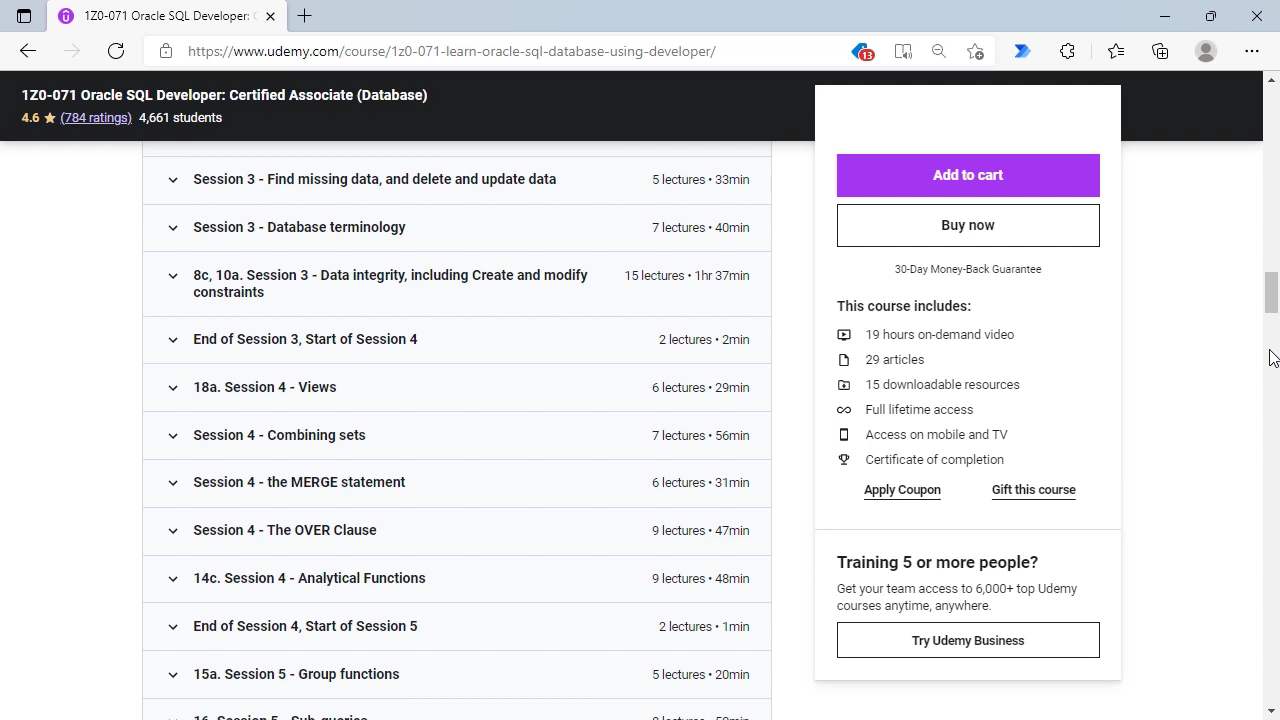 1Z0-071 Oracle SQL Developer: C
https://www.udemy.com/course/1z0-071-learn-oracle-sql-database-using-developer/
13
1Z0-071 Oracle SQL Developer: Certified Associate (Database)
4.6 ★ (784 ratings) 4,661 students
Session 3 - Find missing data, and delete and update data 5 lectures • 33min
Session 3 - Database terminology 7 lectures • 40min
8c, 10a. Session 3 - Data integrity, including Create and modify 15 lectures • 1hr 37min
constraints
End of Session 3, Start of Session 4 2 lectures • 2min
18a. Session 4 - Views 6 lectures • 29min
Session 4 - Combining sets 7 lectures • 56min
Session 4 - the MERGE statement 6 lectures • 31min
Session 4 - The OVER Clause 9 lectures • 47min
14c. Session 4 - Analytical Functions 9 lectures • 48min
End of Session 4, Start of Session 5 2 lectures • 1min
15a. Session 5 - Group functions 5 lectures • 20min
16. Session 5 - Sub-queries
Add to cart
Buy now
30-Day Money-Back Guarantee
This course includes:
19 hours on-demand video
29 articles
15 downloadable resources
Full lifetime access
Access on mobile and TV
Certificate of completion
Apply Coupon Gift this course
Training 5 or more people?
Get your team access to 6,000+ top Udemy
courses anytime, anywhere.
Try Udemy Business